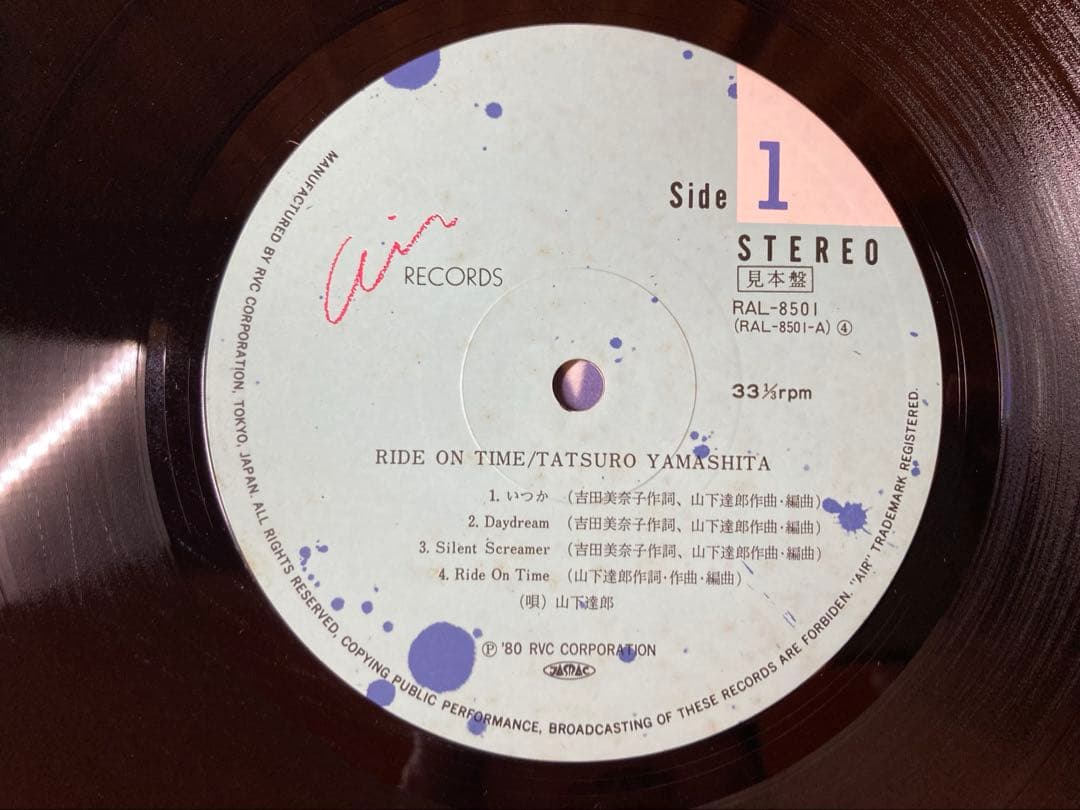 Side 1
STEREO
見本盤
Air RECORDS
RAL-8501
(RAL-8501-A) ④
33 1/3 rpm
RIDE ON TIME/TATSURO YAMASHITA
1. いつか (吉田美奈子作詞、山下達郎作曲・編曲)
2. Daydream (吉田美奈子作詞、山下達郎作曲・編曲)
3. Silent Screamer (吉田美奈子作詞、山下達郎作曲・編曲)
4. Ride On Time (山下達郎作詞・作曲・編曲)
(唄) 山下達郎
Ⓟ '80 RVC CORPORATION
JASRAC
MANUFACTURED BY RVC CORPORATION, TOKYO, JAPAN. ALL RIGHTS RESERVED, COPYING PUBLIC PERFORMANCE, BROADCASTING OF THESE RECORDS ARE FORBIDDEN. "AIR" TRADEMARK REGISTERED.